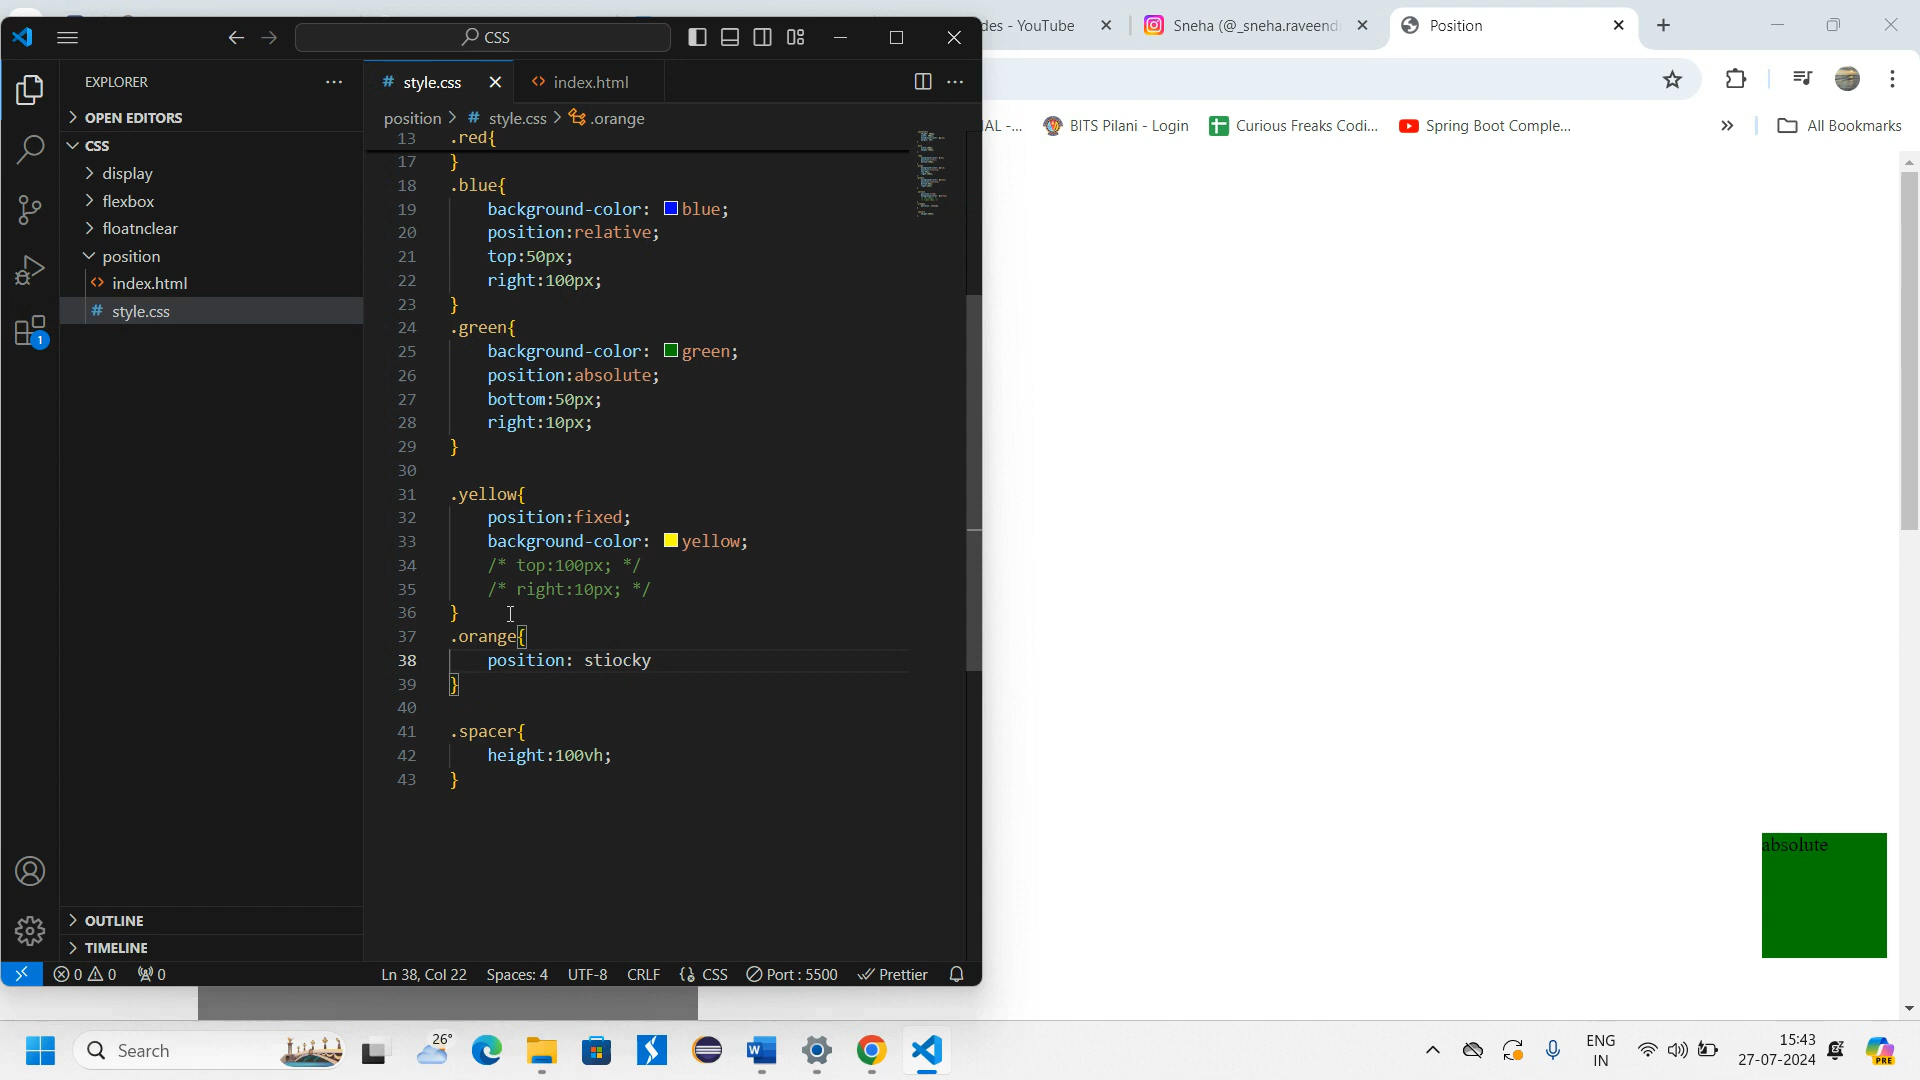 CSS
des - YouTube
Sneha (@_sneha.raveend
Position
EXPLORER
style.css
index.html
OPEN EDITORS
position > # style.css > .orange
AL -...
BITS Pilani - Login
Curious Freaks Codi...
Spring Boot Comple...
All Bookmarks
CSS
display
flexbox
floatnclear
position
index.html
style.css
13 .red{
17 }
18 .blue{
19 background-color: blue;
20 position:relative;
21 top:50px;
22 right:100px;
23 }
24 .green{
25 background-color: green;
26 position:absolute;
27 bottom:50px;
28 right:10px;
29 }
30
31 .yellow{
32 position:fixed;
33 background-color: yellow;
34 /* top:100px; */
35 /* right:10px; */
36 }
37 .orange{
38 position: stiocky
39 }
40
41 .spacer{
42 height:100vh;
43 }
absolute
1
OUTLINE
TIMELINE
0 0 0 Ln 38, Col 22 Spaces: 4 UTF-8 CRLF {} CSS Port : 5500 Prettier
Search
26°
ENG
IN
15:43
27-07-2024
PRE